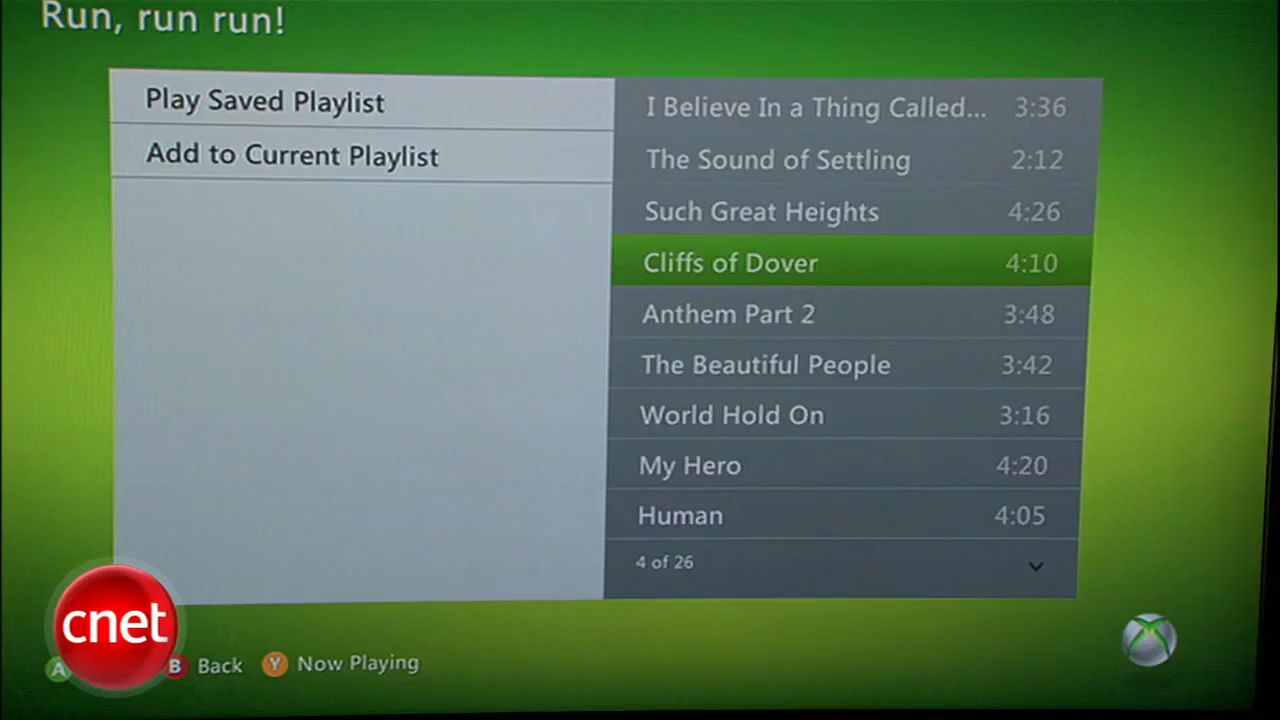 Run, run run!
Play Saved Playlist
Add to Current Playlist
I Believe In a Thing Called... 3:36
The Sound of Settling 2:12
Such Great Heights 4:26
Cliffs of Dover 4:10
Anthem Part 2 3:48
The Beautiful People 3:42
World Hold On 3:16
My Hero 4:20
Human 4:05
4 of 26
cnet
A B Back Y Now Playing